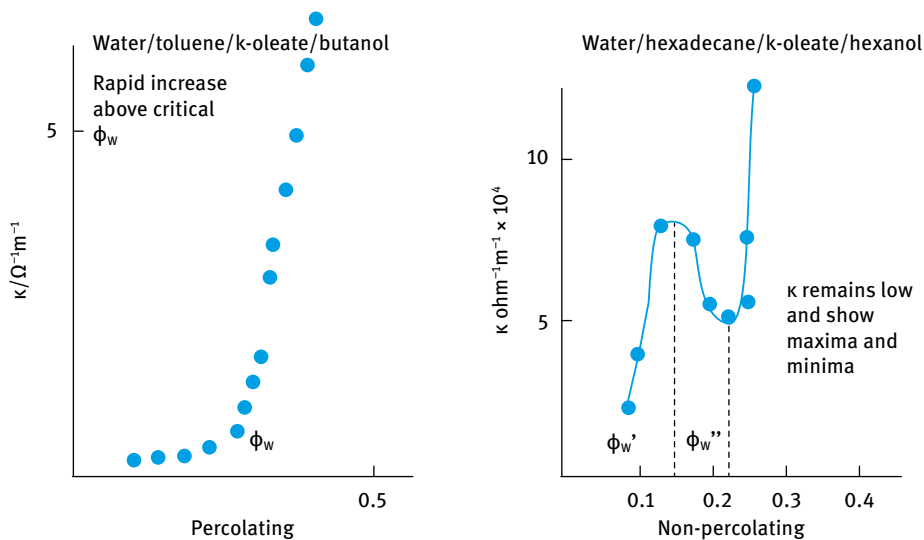 Water/toluene/k-oleate/butanol
Rapid increase
above critical
ϕw
5
κ/Ω⁻¹m⁻¹
ϕw
0.5
Percolating
Water/hexadecane/k-oleate/hexanol
10
5
κ ohm⁻¹m⁻¹ × 10⁴
κ remains low
and show
maxima and
minima
ϕw’ ϕw’’
0.1 0.2 0.3 0.4
Non-percolating